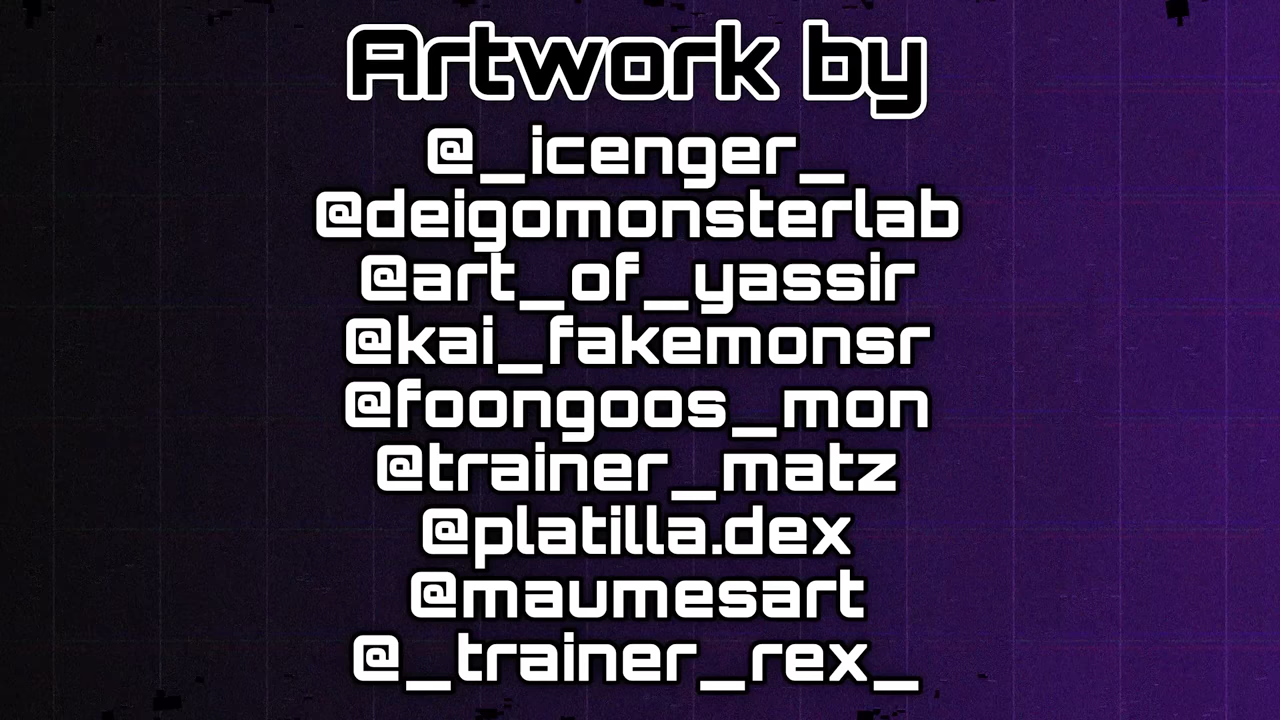 Artwork by
@_icenger_
@deigomonsterlab
@art_of_yassir
@kai_fakemonsr
@foongoos_mon
@trainer_matz
@platilla.dex
@maumesart
@_trainer_rex_